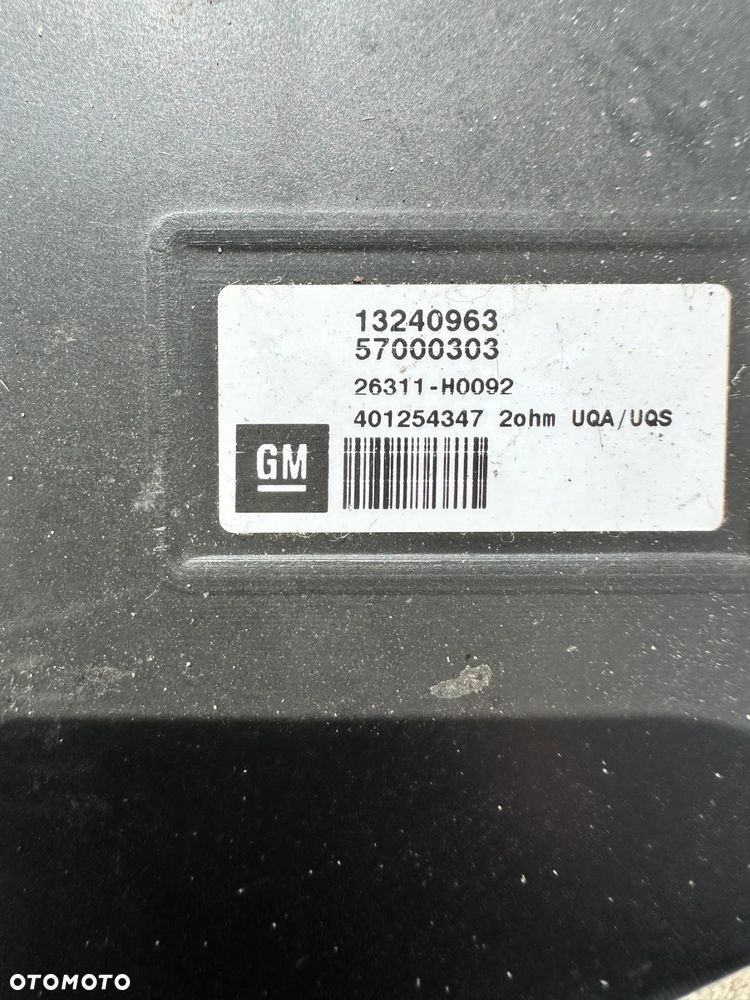 13240963
57000303
26311-H0092
401254347 2ohm UQA/UQS
GM
OTOMOTO